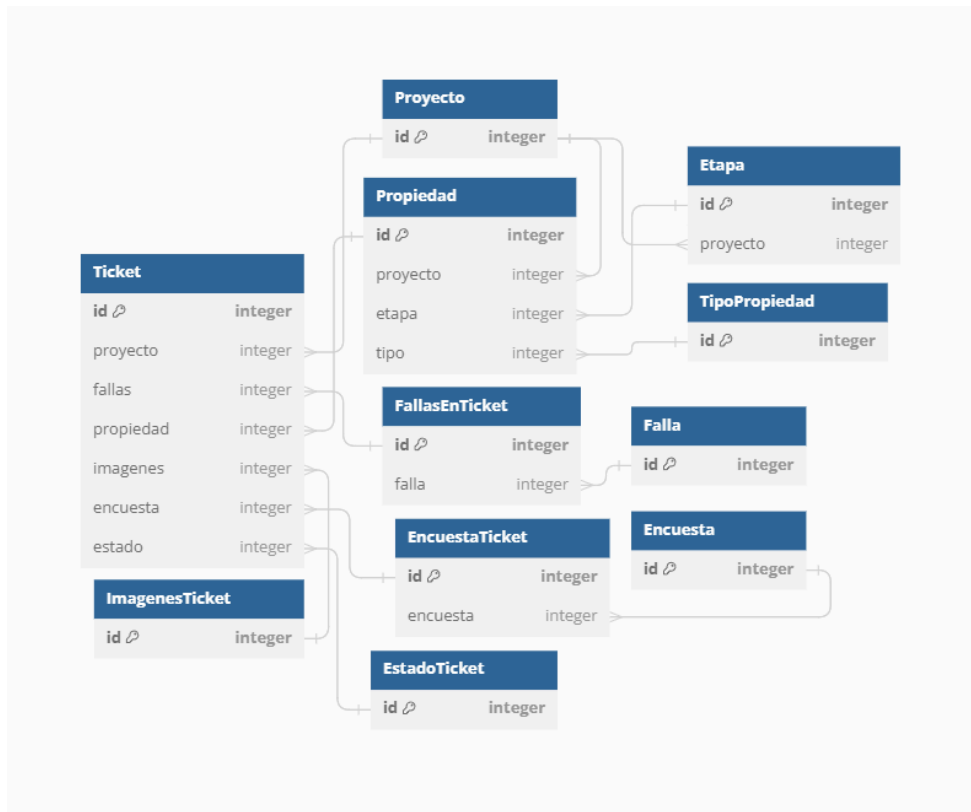 Proyecto
id integer
Propiedad
id integer
proyecto integer
etapa integer
tipo integer
Etapa
id integer
proyecto integer
TipoPropiedad
id integer
Ticket
id integer
proyecto integer
fallas integer
propiedad integer
imagenes integer
encuesta integer
estado integer
FallasEnTicket
id integer
falla integer
Falla
id integer
EncuestaTicket
id integer
encuesta integer
Encuesta
id integer
ImagenesTicket
id integer
EstadoTicket
id integer